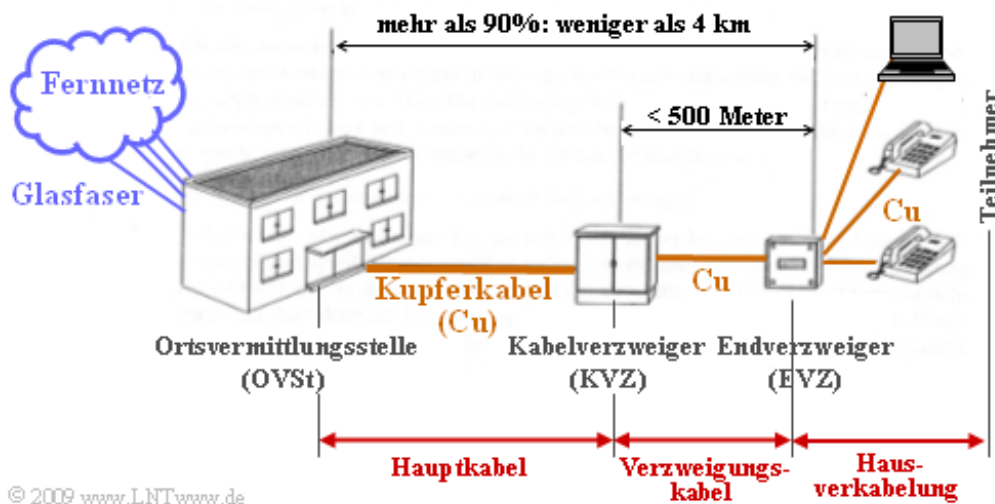 mehr als 90%: weniger als 4 km
Fernnetz
< 500 Meter
Glasfaser
Teilnehmer
Cu
Kupferkabel
(Cu)
Cu
Ortsvermittlungsstelle
(OVSt)
Kabelverzweiger
(KVZ)
Endverzweiger
(EVZ)
Hauptkabel
Verzweigungs-
kabel
Haus-
verkabelung
© 2009 www.LNTwww.de